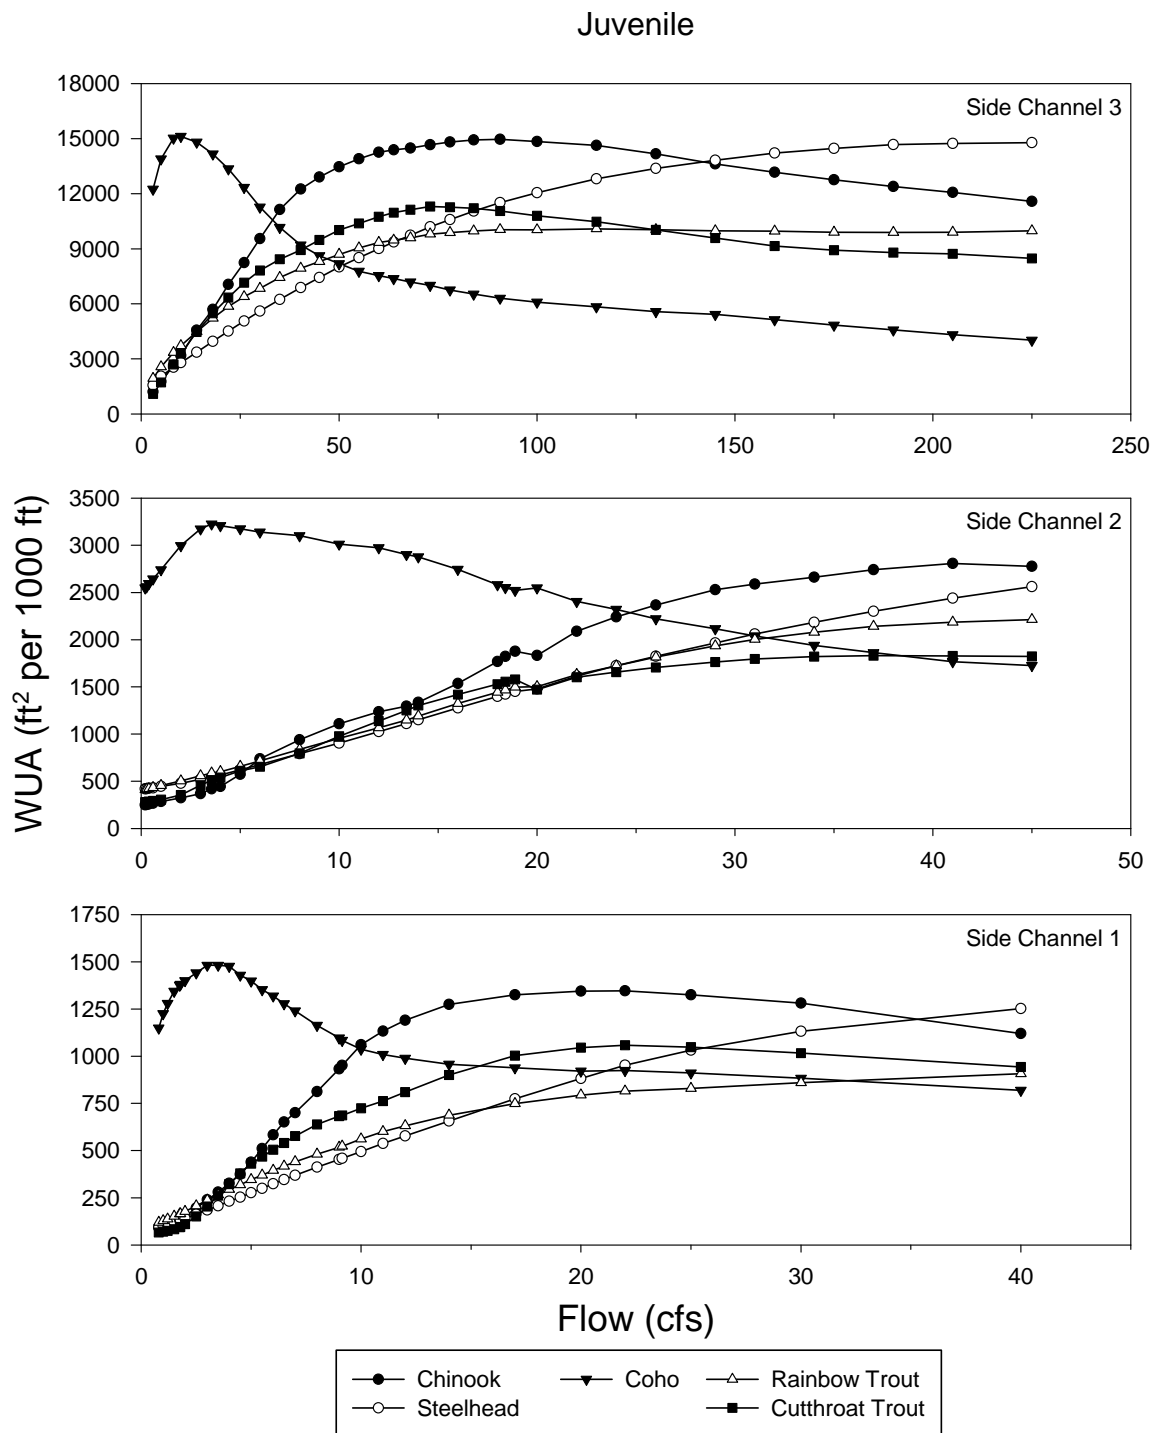 Juvenile
WUA (ft² per 1000 ft)
18000
15000
12000
9000
6000
3000
0
Side Channel 3
0 50 100 150 200 250
3500
3000
2500
2000
1500
1000
500
0
Side Channel 2
0 10 20 30 40 50
1750
1500
1250
1000
750
500
250
0
Side Channel 1
0 10 20 30 40
Flow (cfs)
Chinook Coho Rainbow Trout
Steelhead Cutthroat Trout